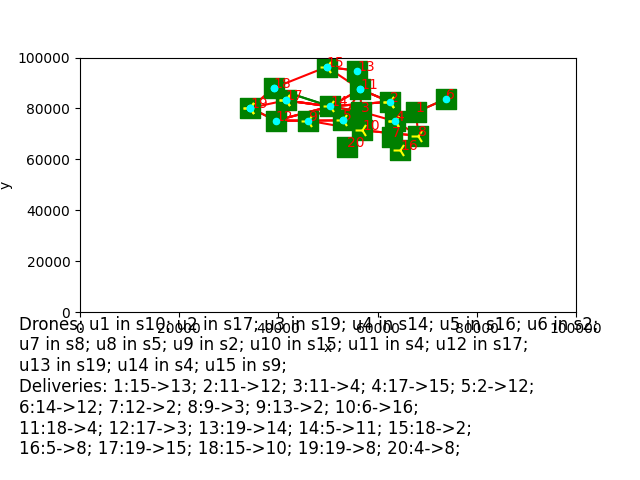 100000
80000
60000
40000
20000
0
y
0 20000 40000 60000 80000 100000
x
Drones: u1 in s10; u2 in s17; u3 in s19; u4 in s14; u5 in s16; u6 in s2;
u7 in s8; u8 in s5; u9 in s2; u10 in s15; u11 in s4; u12 in s17;
u13 in s19; u14 in s4; u15 in s9;
Deliveries: 1:15->13; 2:11->12; 3:11->4; 4:17->15; 5:2->12;
6:14->12; 7:12->2; 8:9->3; 9:13->2; 10:6->16;
11:18->4; 12:17->3; 13:19->14; 14:5->11; 15:18->2;
16:5->8; 17:19->15; 18:15->10; 19:19->8; 20:4->8;